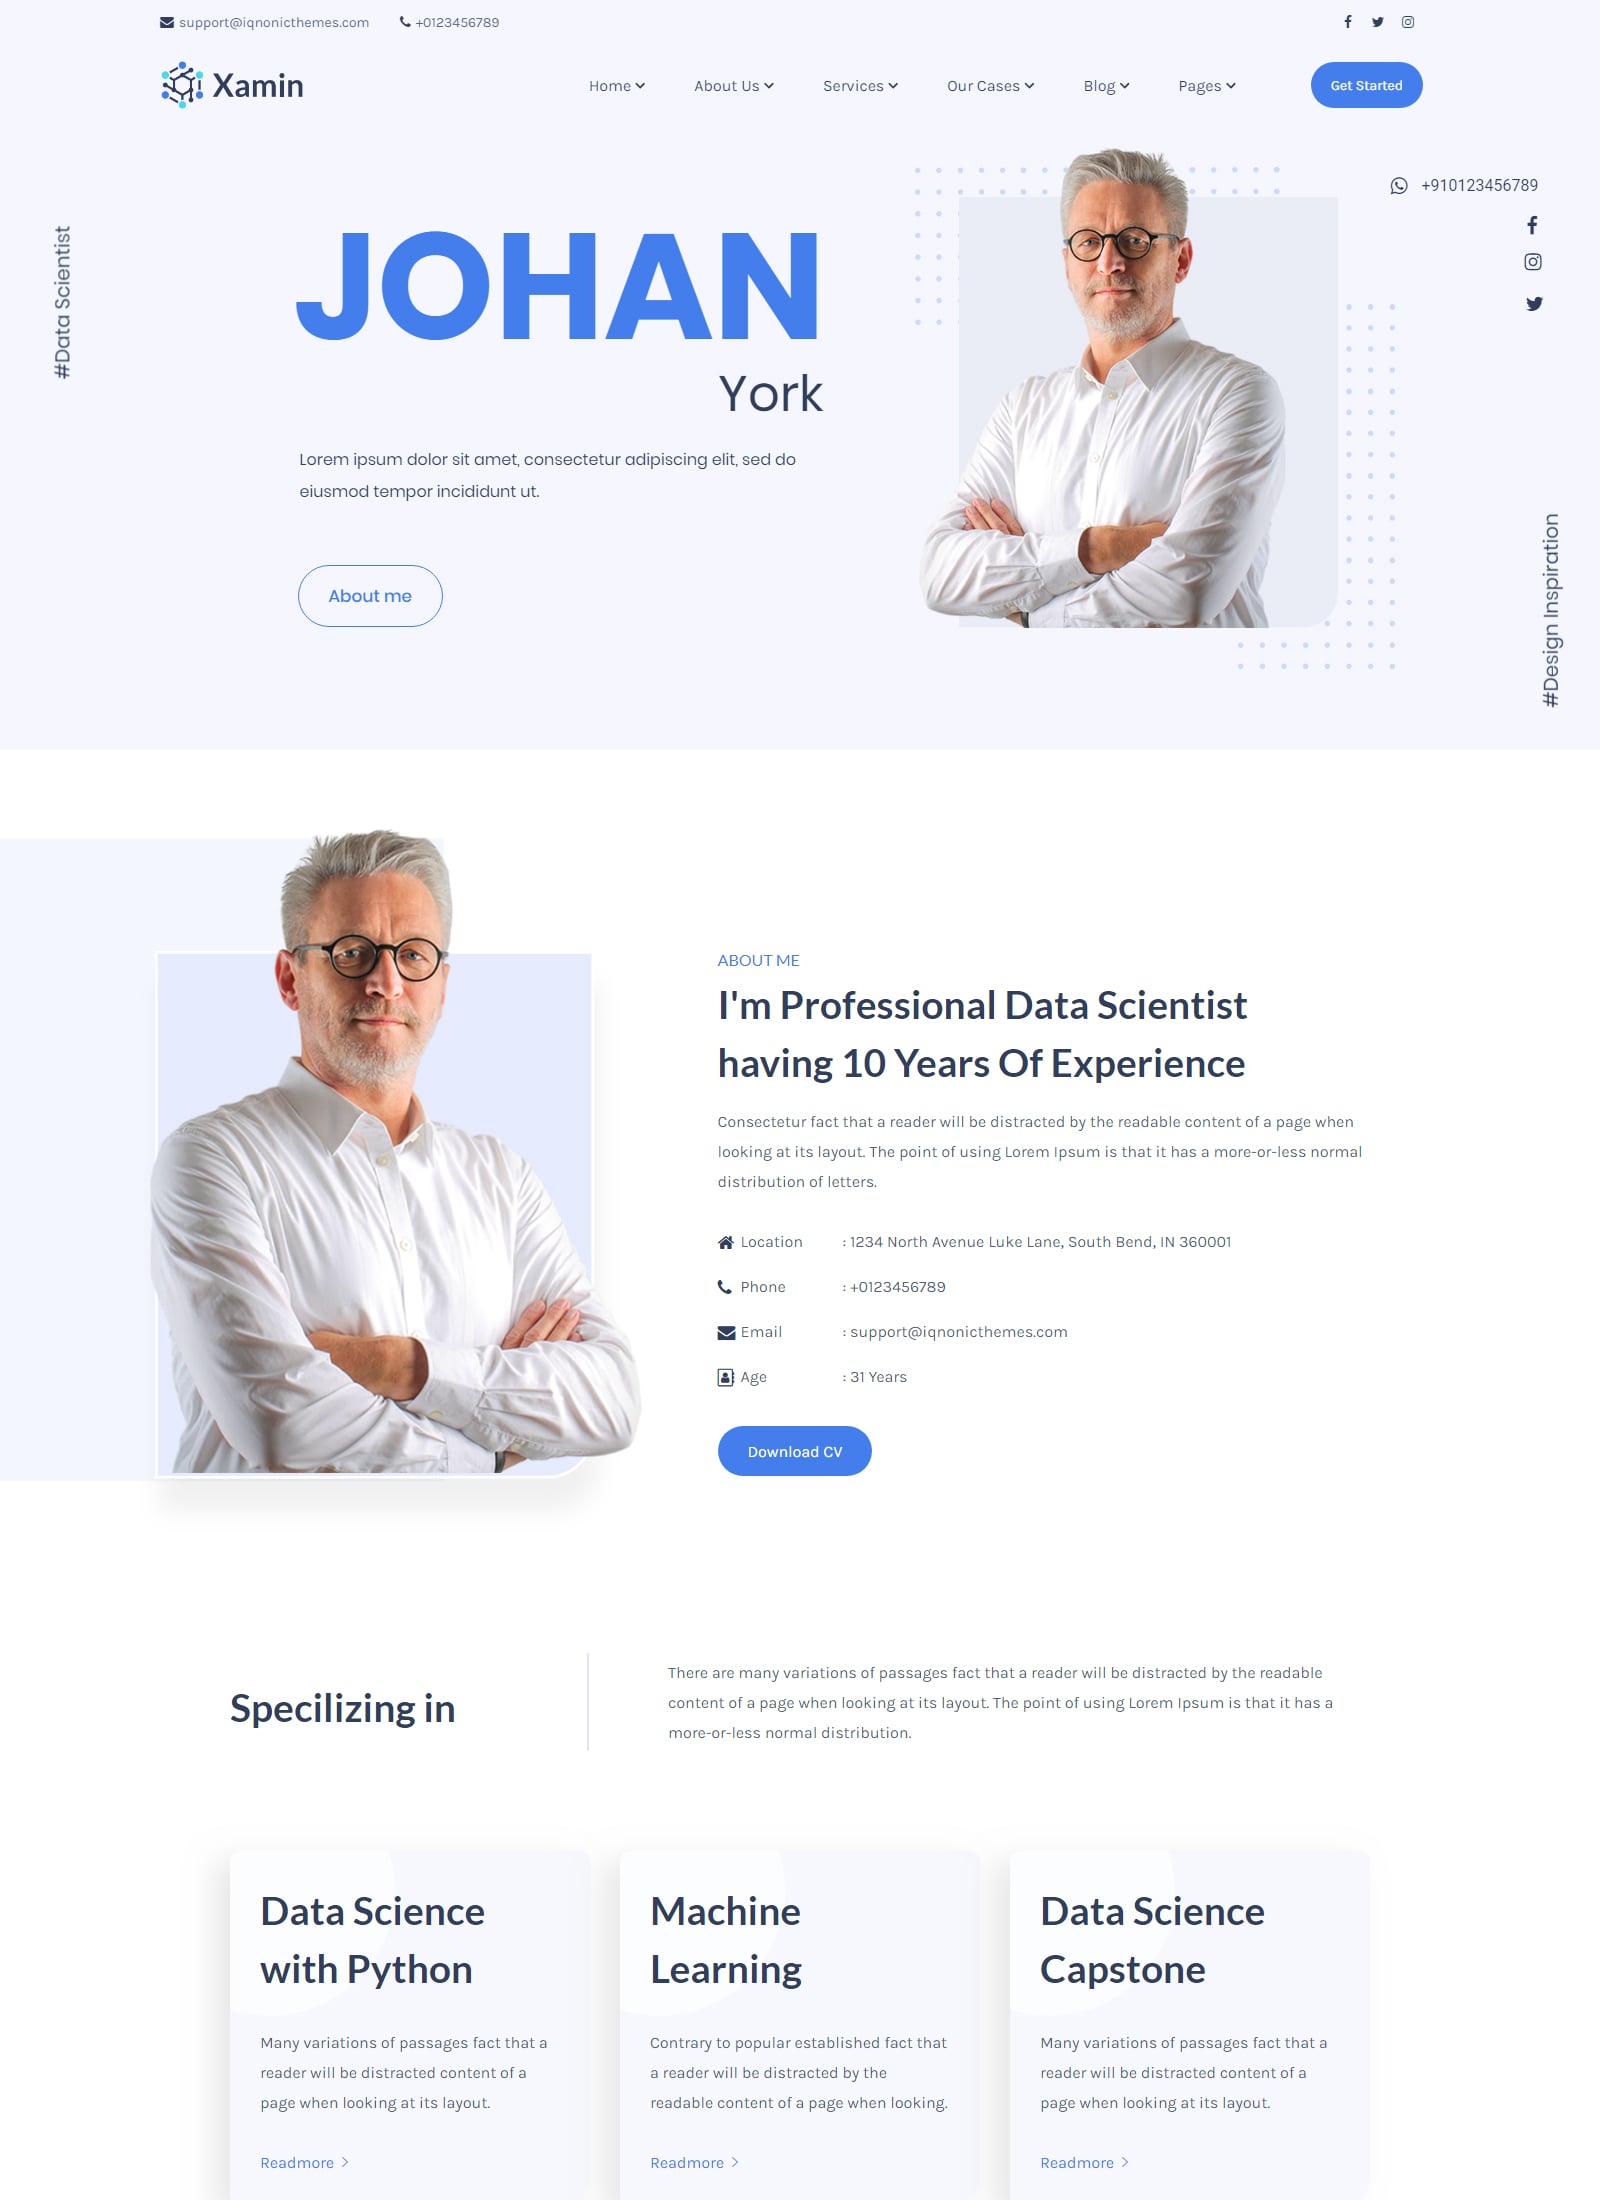 support@iqnonicthemes.com
+0123456789
Xamin
Home
About Us
Services
Our Cases
Blog
Pages
Get Started
+910123456789
#Data Scientist
JOHAN
York
Lorem ipsum dolor sit amet, consectetur adipiscing elit, sed do
eiusmod tempor incididunt ut.
About me
#Design Inspiration
ABOUT ME
I'm Professional Data Scientist
having 10 Years Of Experience
Consectetur fact that a reader will be distracted by the readable content of a page when
looking at its layout. The point of using Lorem Ipsum is that it has a more-or-less normal
distribution of letters.
Location : 1234 North Avenue Luke Lane, South Bend, IN 360001
Phone : +0123456789
Email : support@iqnonicthemes.com
Age : 31 Years
Download CV
Specilizing in
There are many variations of passages fact that a reader will be distracted by the readable
content of a page when looking at its layout. The point of using Lorem Ipsum is that it has a
more-or-less normal distribution.
Data Science
with Python
Many variations of passages fact that a
reader will be distracted content of a
page when looking at its layout.
Readmore
Machine
Learning
Contrary to popular established fact that
a reader will be distracted by the
readable content of a page when looking.
Readmore
Data Science
Capstone
Many variations of passages fact that a
reader will be distracted content of a
page when looking at its layout.
Readmore